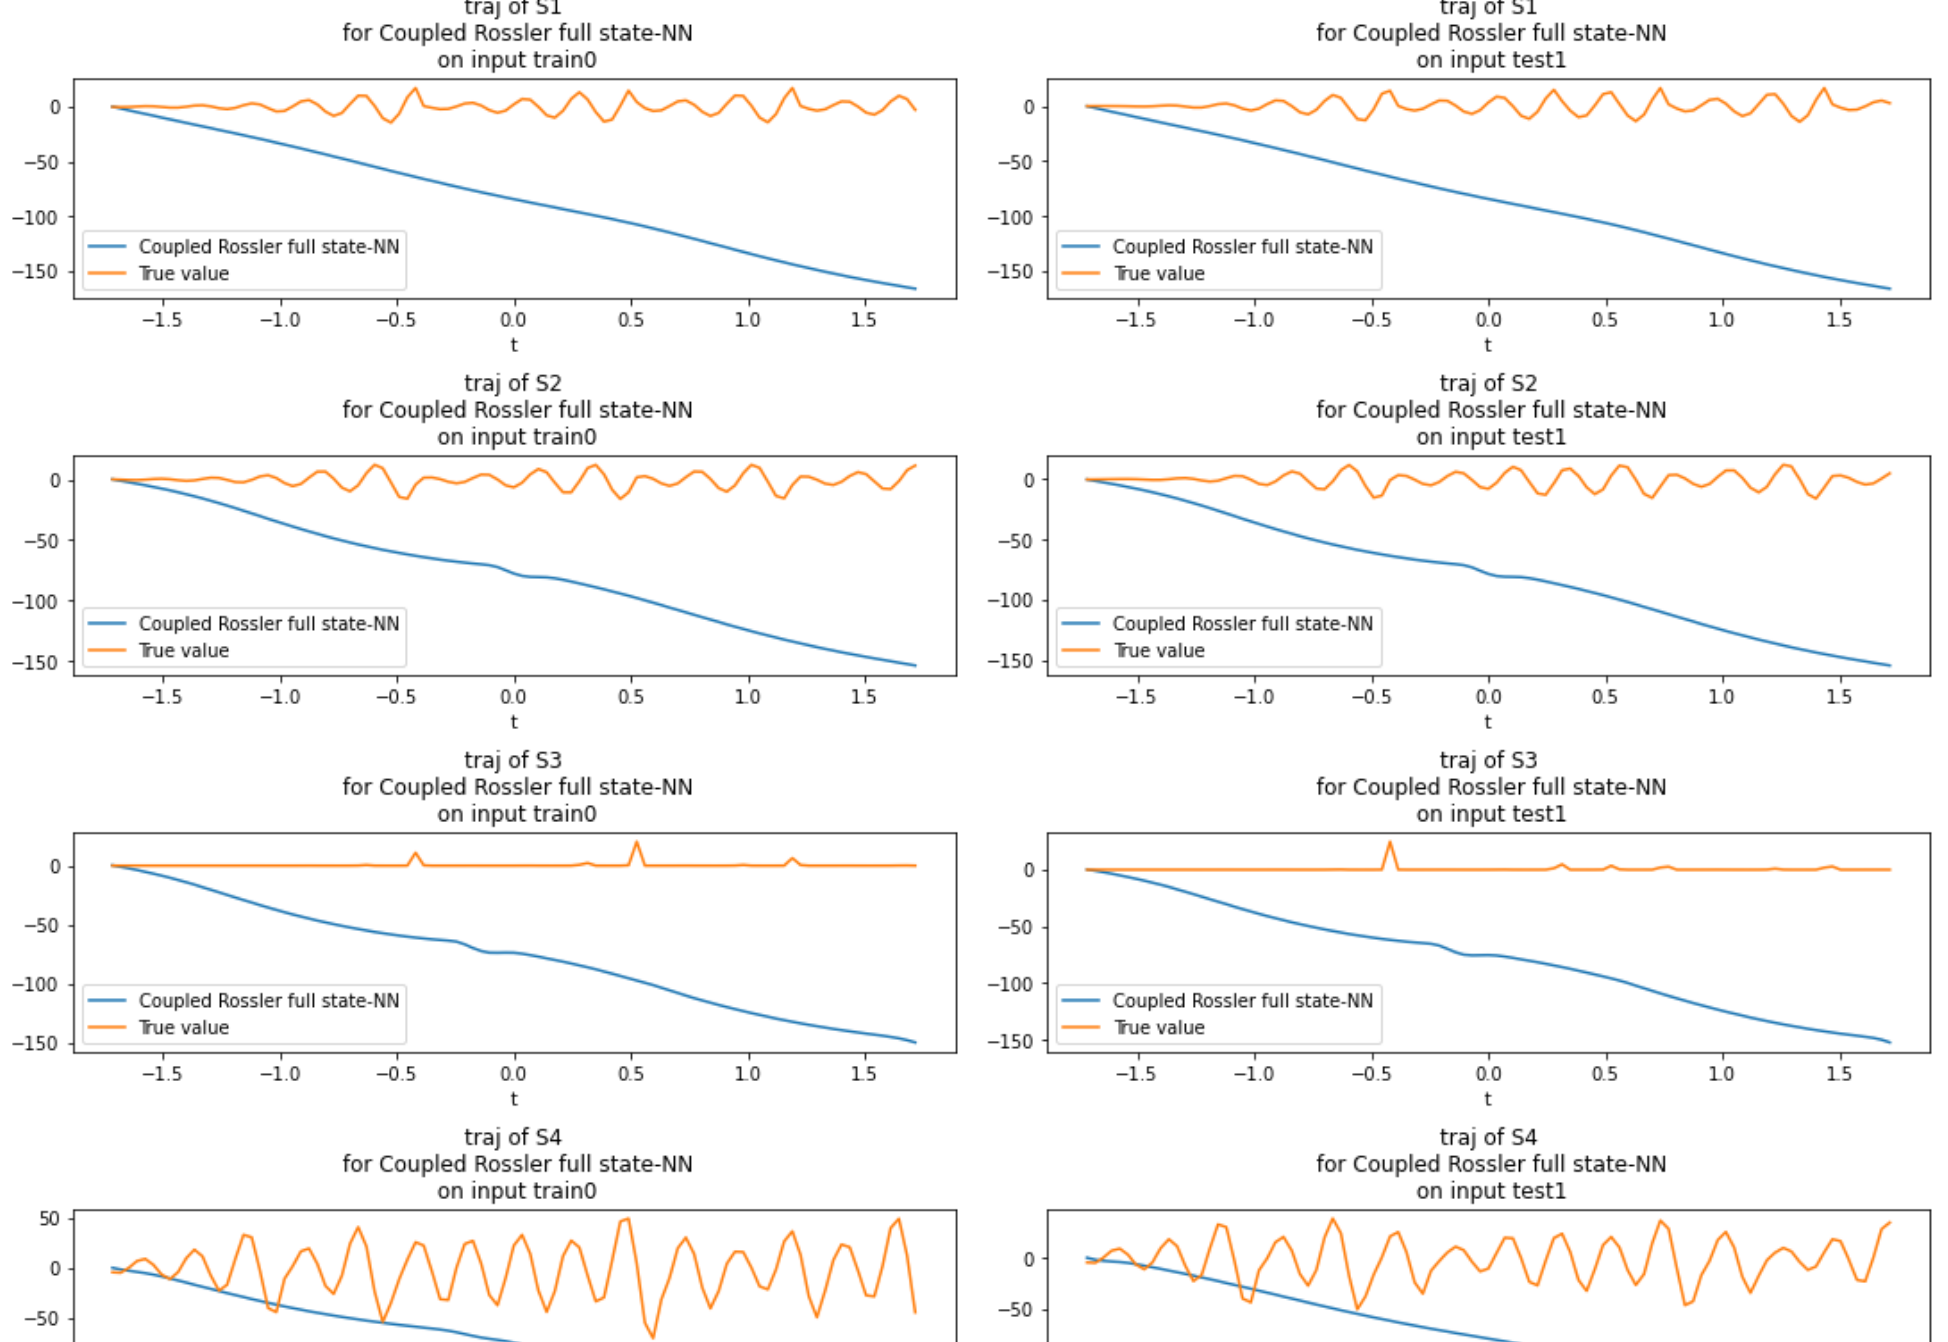 traj of S1
for Coupled Rossler full state-NN
on input train0
0
−50
−100
−150
Coupled Rossler full state-NN
True value
−1.5 −1.0 −0.5 0.0 0.5 1.0 1.5
t
traj of S1
for Coupled Rossler full state-NN
on input test1
0
−50
−100
−150
Coupled Rossler full state-NN
True value
−1.5 −1.0 −0.5 0.0 0.5 1.0 1.5
t
traj of S2
for Coupled Rossler full state-NN
on input train0
0
−50
−100
−150
Coupled Rossler full state-NN
True value
−1.5 −1.0 −0.5 0.0 0.5 1.0 1.5
t
traj of S2
for Coupled Rossler full state-NN
on input test1
0
−50
−100
−150
Coupled Rossler full state-NN
True value
−1.5 −1.0 −0.5 0.0 0.5 1.0 1.5
t
traj of S3
for Coupled Rossler full state-NN
on input train0
0
−50
−100
−150
Coupled Rossler full state-NN
True value
−1.5 −1.0 −0.5 0.0 0.5 1.0 1.5
t
traj of S3
for Coupled Rossler full state-NN
on input test1
0
−50
−100
−150
Coupled Rossler full state-NN
True value
−1.5 −1.0 −0.5 0.0 0.5 1.0 1.5
t
traj of S4
for Coupled Rossler full state-NN
on input train0
50
0
−50
traj of S4
for Coupled Rossler full state-NN
on input test1
0
−50